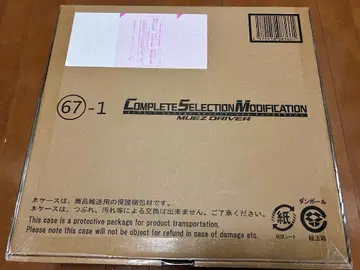 67-1
COMPLETE SELECTION MODIFICATION
MUEZ DRIVER
本ケースは、商品輸送用の保護梱包材です。
本ケースは、つぶれ、汚れ等による交換は出来ません。ご了承ください。
This case is a protective package for product transportation.
Please note this case will not be object for refund in case of damage etc.
紙
ダンボール